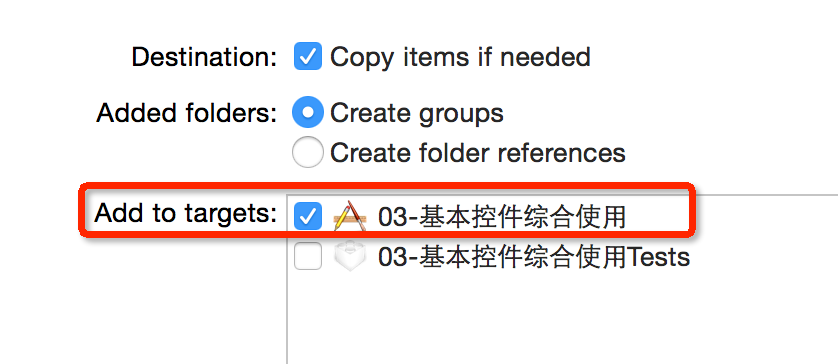 Destination: Copy items if needed
Added folders: Create groups
Create folder references
Add to targets: 03-基本控件综合使用
03-基本控件综合使用Tests